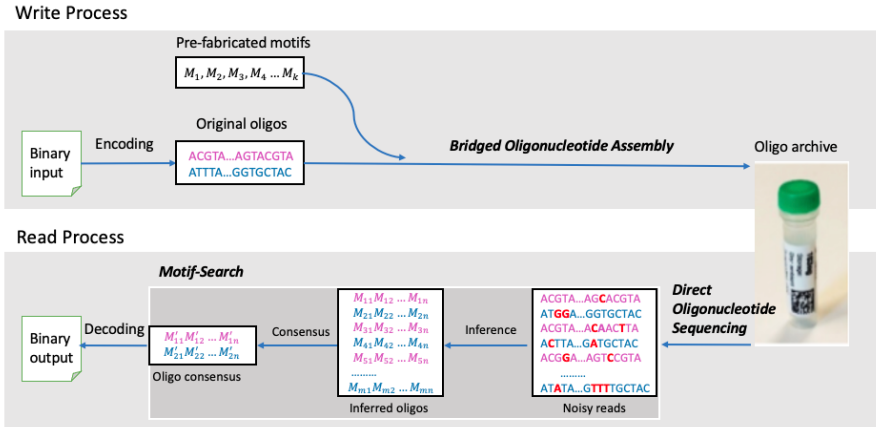 Write Process
Pre-fabricated motifs
M₁, M₂, M₃, M₄ … Mₖ
Original oligos
Encoding
Binary
input
ACGTA...AGTACGTA
ATTTA...GGTGCTAC
Bridged Oligonucleotide Assembly
Oligo archive
Read Process
Motif-Search
Direct
Oligonucleotide
Sequencing
Binary
output
Decoding
M′₁₁M′₁₂ … M′₁ₙ
M′₂₁M′₂₂ … M′₂ₙ
Oligo consensus
Consensus
M₁₁M₁₂ … M₁ₙ
M₂₁M₂₂ … M₂ₙ
M₃₁M₃₂ … M₃ₙ
M₄₁M₄₂ … M₄ₙ
M₅₁M₅₂ … M₅ₙ
.........
Mₘ₁Mₘ₂ … Mₘₙ
Inferred oligos
Inference
ACGTA...AGCACGTA
ATGGA...GGTGCTAC
ACGTA...ACAACTTA
ACTTA...GATGCTAC
ACGGA...AGTCCGTA
.........
ATATA...GTTTTGCTAC
Noisy reads